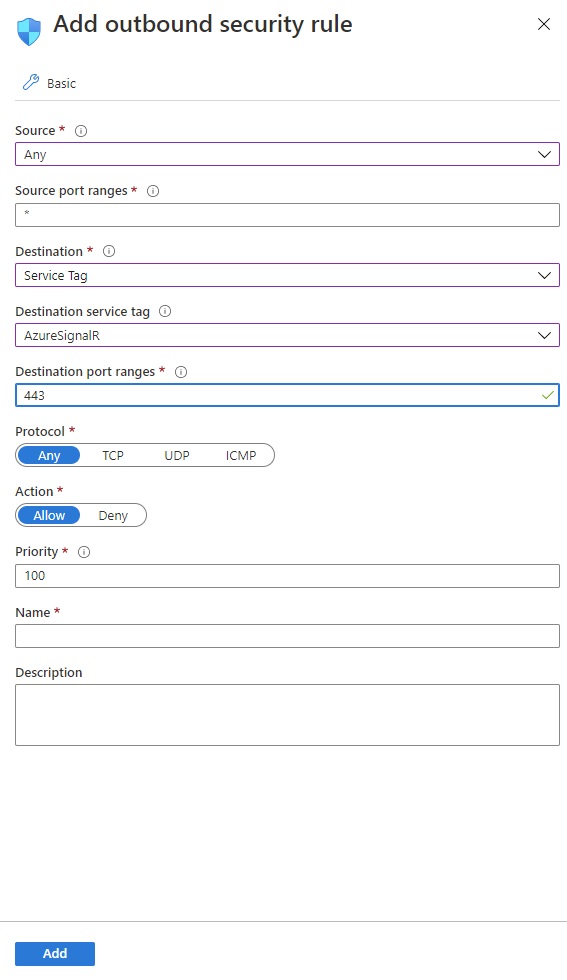 Add outbound security rule
Basic
Source *
Any
Source port ranges *
*
Destination *
Service Tag
Destination service tag
AzureSignalR
Destination port ranges *
443
Protocol *
Any TCP UDP ICMP
Action *
Allow Deny
Priority *
100
Name *
Description
Add